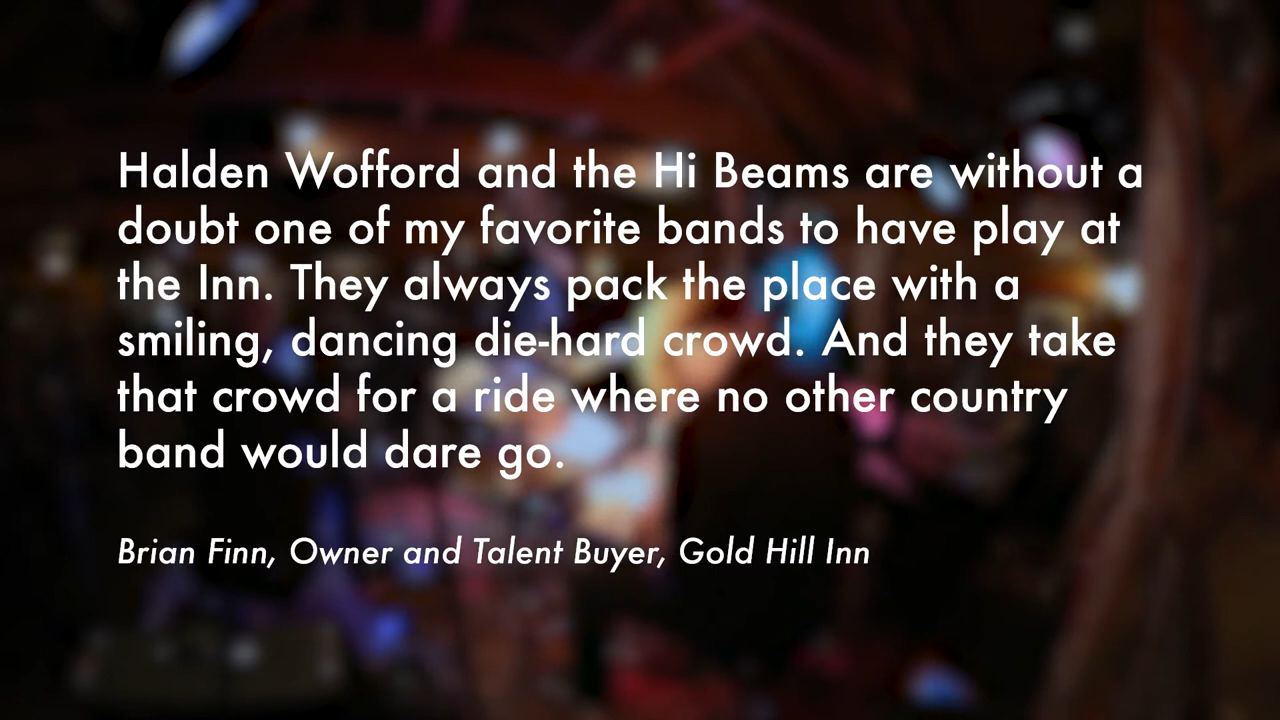 Halden Wofford and the Hi Beams are without a
doubt one of my favorite bands to have play at
the Inn. They always pack the place with a
smiling, dancing die-hard crowd. And they take
that crowd for a ride where no other country
band would dare go.
Brian Finn, Owner and Talent Buyer, Gold Hill Inn